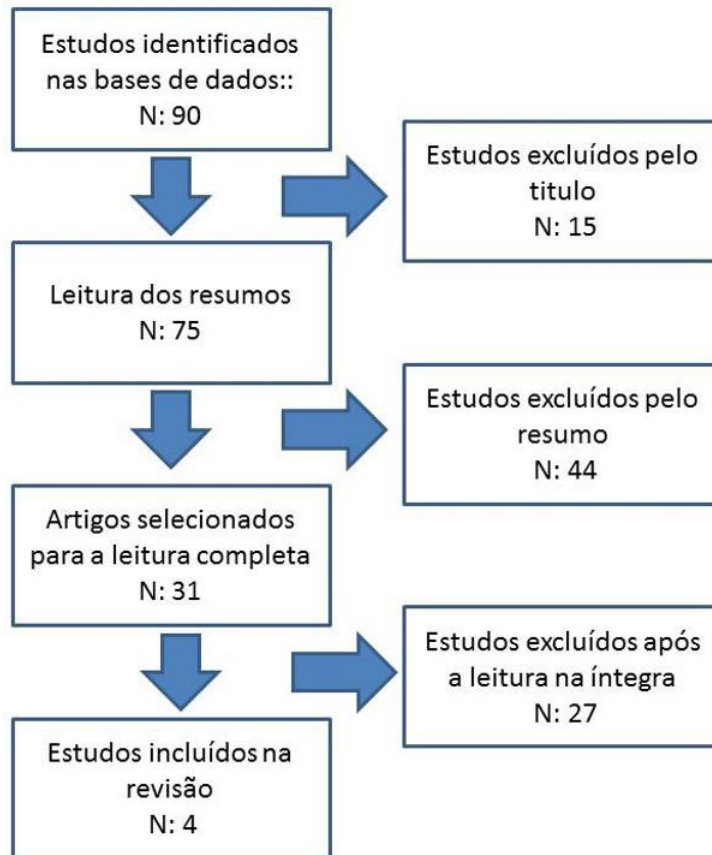 Estudos identificados
nas bases de dados::
N: 90
Estudos excluídos pelo
titulo
N: 15
Leitura dos resumos
N: 75
Estudos excluídos pelo
resumo
N: 44
Artigos selecionados
para a leitura completa
N: 31
Estudos excluídos após
a leitura na íntegra
N: 27
Estudos incluídos na
revisão
N: 4